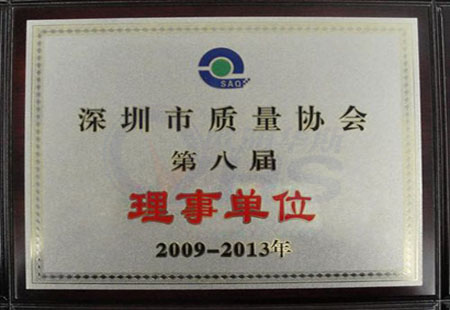 SAQ
深圳市质量协会
第八届
理事单位
2009-2013年